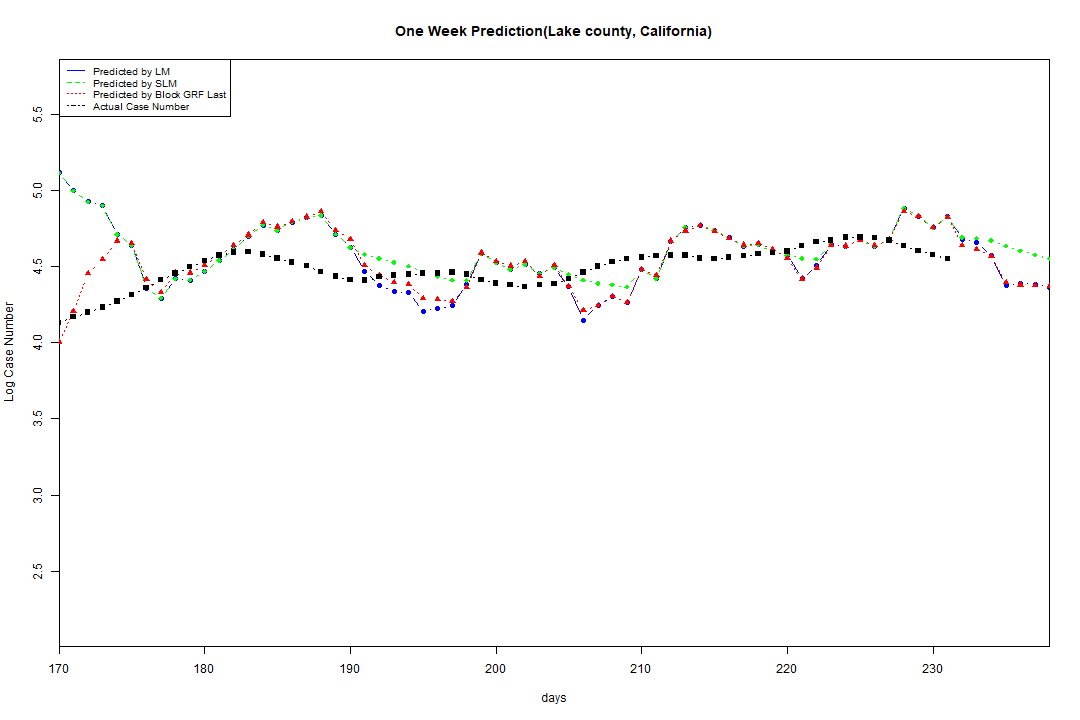 One Week Prediction(Lake county, California)
Predicted by LM
Predicted by SLM
Predicted by Block GRF Last
Actual Case Number
Log Case Number
5.5
5.0
4.5
4.0
3.5
3.0
2.5
170 180 190 200 210 220 230
days